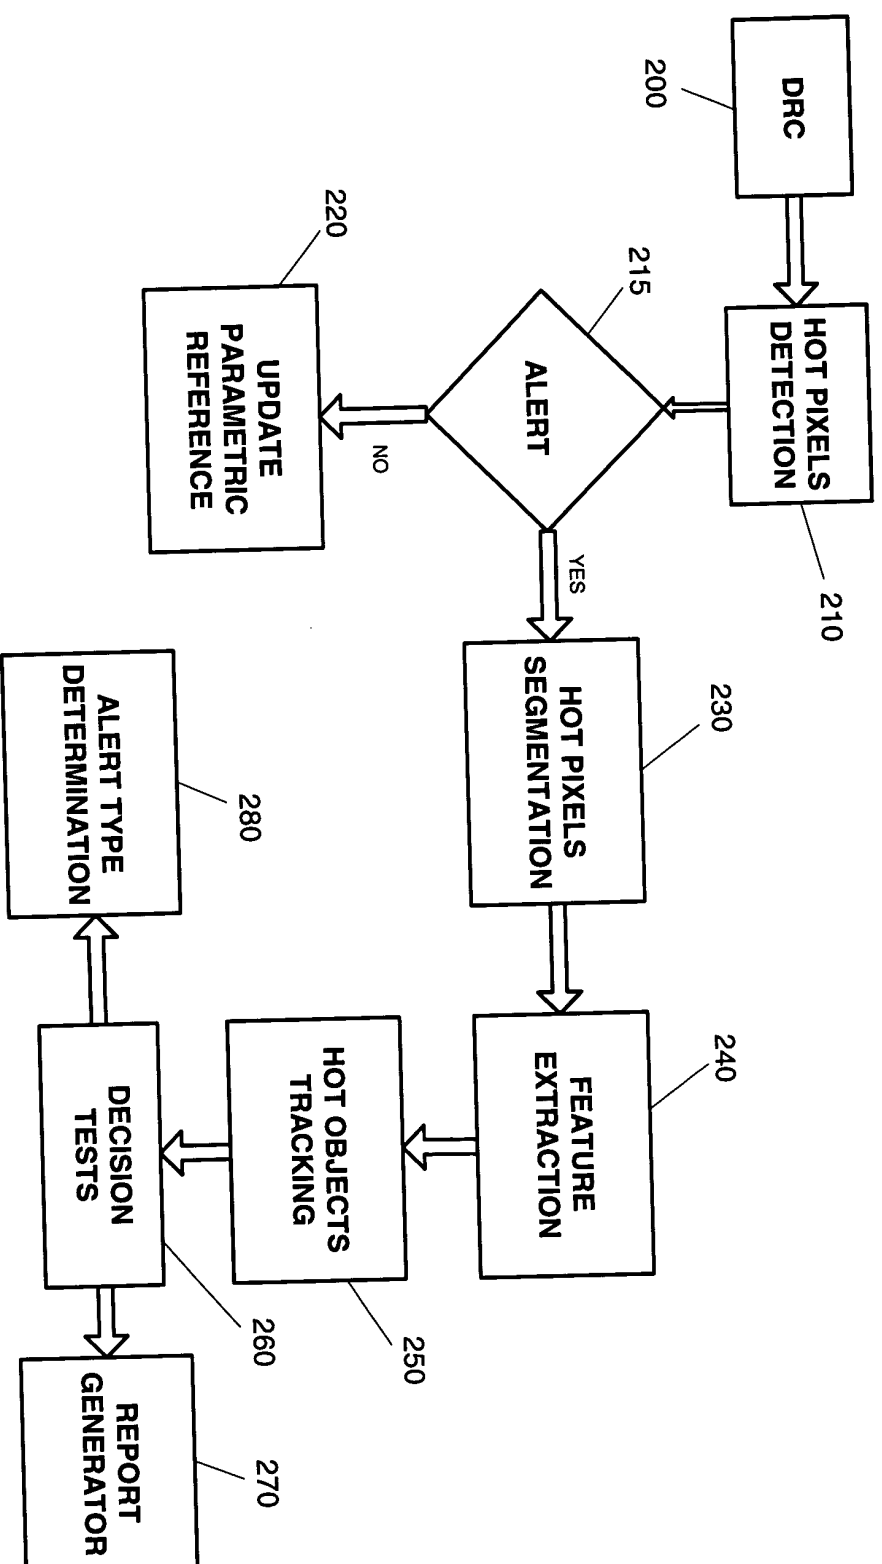 DRC
200
HOT PIXELS
DETECTION
210
215
ALERT
NO
YES
220
UPDATE
PARAMETRIC
REFERENCE
230
HOT PIXELS
SEGMENTATION
240
FEATURE
EXTRACTION
HOT OBJECTS
TRACKING
250
DECISION
TESTS
260
280
ALERT TYPE
DETERMINATION
REPORT
GENERATOR
270